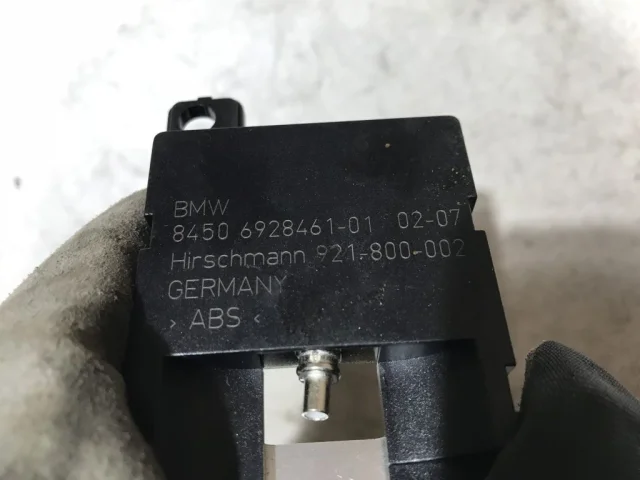 BMW
8450 6928461-01 02-07
Hirschmann 921-800-002
GERMANY
> ABS <